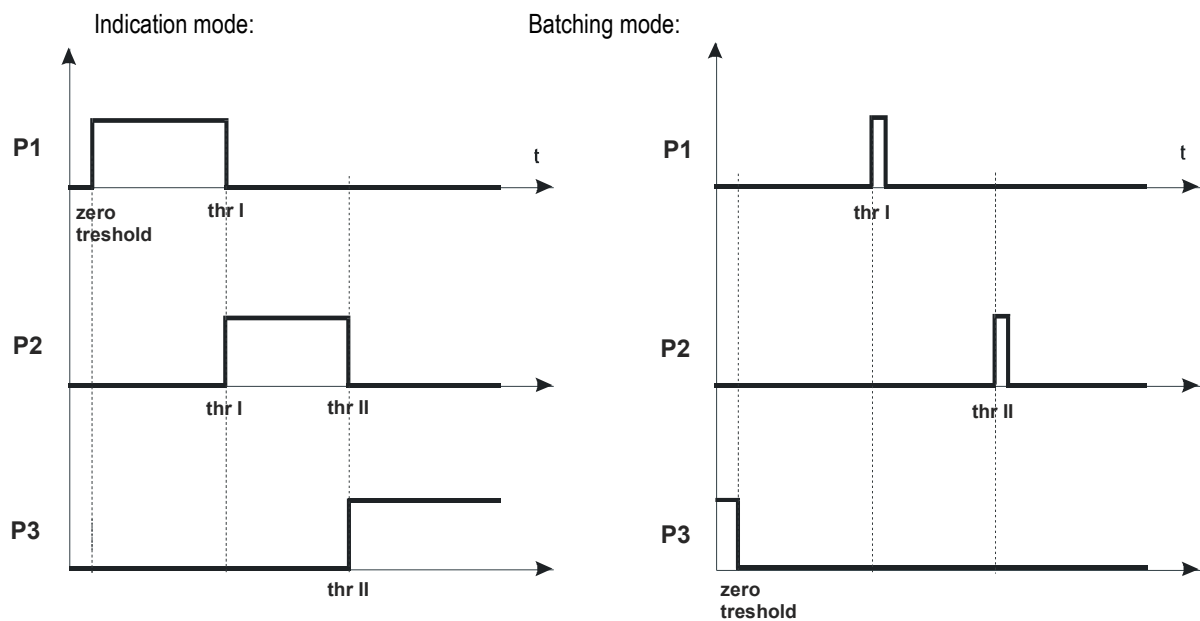 Indication mode:
P1
t
zero
treshold
thr I
P2
thr I
thr II
P3
thr II
Batching mode:
P1
t
thr I
P2
thr II
P3
zero
treshold